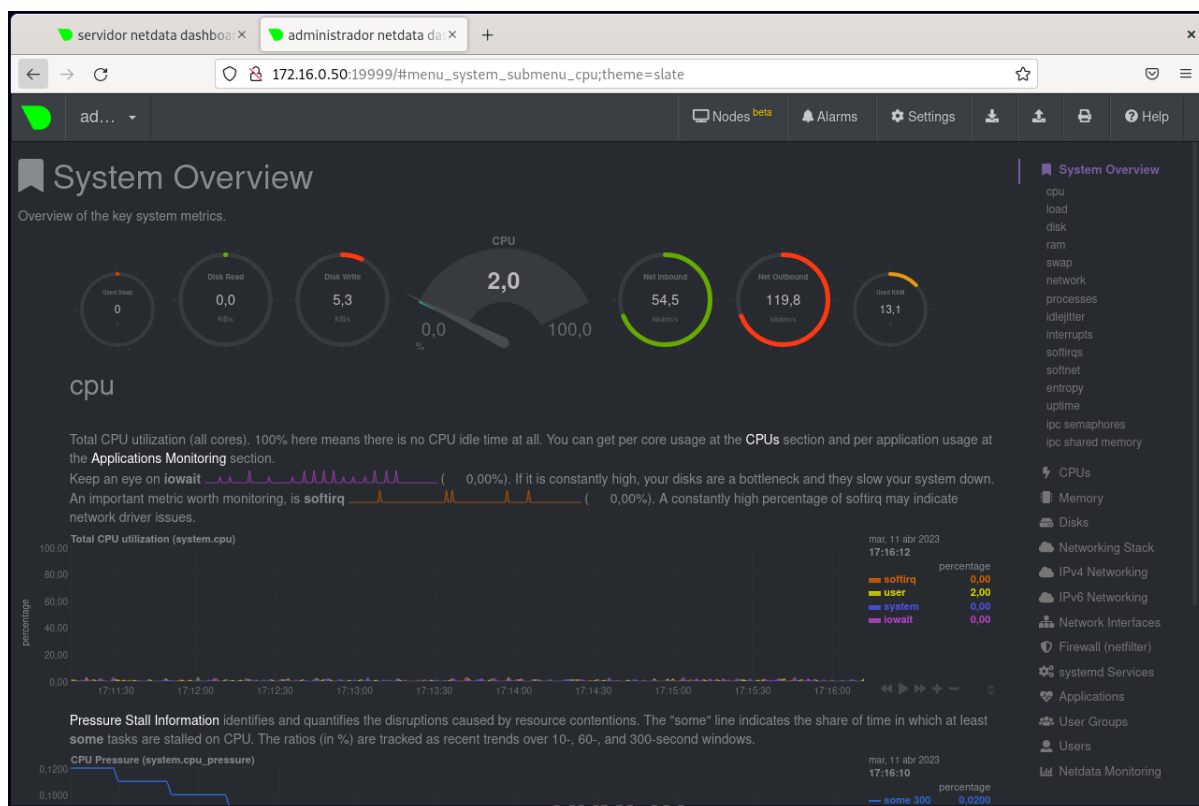 servidor netdata dashboa
administrador netdata da
172.16.0.50:19999/#menu_system_submenu_cpu;theme=slate
ad...
Nodes beta
Alarms
Settings
Help
System Overview
Overview of the key system metrics.
Used Swap
0
%
Disk Read
0,0
KiB/s
Disk Write
5,3
KiB/s
CPU
2,0
0,0
100,0
%
Net Inbound
54,5
kilobits/s
Net Outbound
119,8
kilobits/s
Used RAM
13,1
%
cpu
Total CPU utilization (all cores). 100% here means there is no CPU idle time at all. You can get per core usage at the CPUs section and per application usage at
the Applications Monitoring section.
Keep an eye on iowait ( 0,00%). If it is constantly high, your disks are a bottleneck and they slow your system down.
An important metric worth monitoring, is softirq ( 0,00%). A constantly high percentage of softirq may indicate
network driver issues.
Total CPU utilization (system.cpu)
mar, 11 abr 2023
17:16:12
percentage
softirq 0,00
user 2,00
system 0,00
iowait 0,00
percentage
100,00
80,00
60,00
40,00
20,00
0,00
17:11:30 17:12:00 17:12:30 17:13:00 17:13:30 17:14:00 17:14:30 17:15:00 17:15:30 17:16:00
Pressure Stall Information identifies and quantifies the disruptions caused by resource contentions. The "some" line indicates the share of time in which at least
some tasks are stalled on CPU. The ratios (in %) are tracked as recent trends over 10-, 60-, and 300-second windows.
CPU Pressure (system.cpu_pressure)
mar, 11 abr 2023
17:16:10
percentage
some 300 0,0200
0,1200
0,1000
System Overview
cpu
load
disk
ram
swap
network
processes
idlejitter
interrupts
softirqs
softnet
entropy
uptime
ipc semaphores
ipc shared memory
CPUs
Memory
Disks
Networking Stack
IPv4 Networking
IPv6 Networking
Network Interfaces
Firewall (netfilter)
systemd Services
Applications
User Groups
Users
Netdata Monitoring